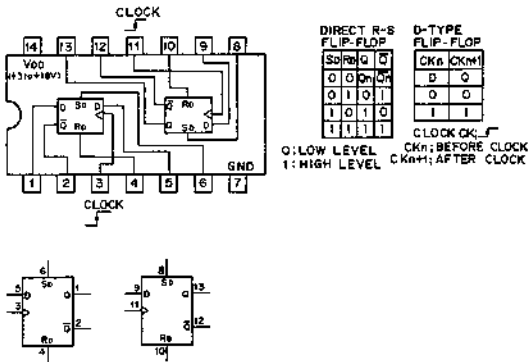 CLOCK
14 13 12 11 10 9 8
VDD
(+3 TO +18V)
SD
Q D
Q̅
RD
RD
Q̅
Q D
SD
GND
1 2 3 4 5 6 7
CLOCK
DIRECT R-S
FLIP-FLOP
SD RD Q Q̅
0 0 Qn Q̅n
0 1 0 1
1 0 1 0
1 1 1 1
D-TYPE
FLIP-FLOP
CKn CKn+1
D Q
0 0
1 1
CLOCK CK;
0: LOW LEVEL
1: HIGH LEVEL
CKn; BEFORE CLOCK
CKn+1; AFTER CLOCK
6
SD
5 D Q 1
3
Q̅ 2
RD
4
8
SD
9 D Q 13
11
Q̅ 12
RD
10